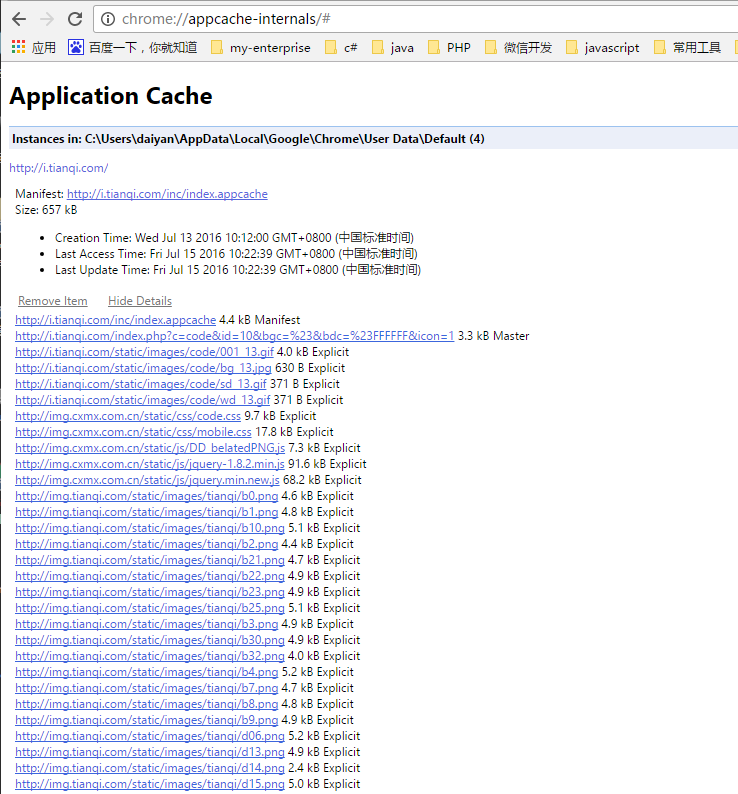 chrome://appcache-internals/#
应用 百度一下,你就知道 my-enterprise c# java PHP 微信开发 javascript 常用工具
Application Cache
Instances in: C:\Users\daiyan\AppData\Local\Google\Chrome\User Data\Default (4)
http://i.tianqi.com/
Manifest: http://i.tianqi.com/inc/index.appcache
Size: 657 kB
• Creation Time: Wed Jul 13 2016 10:12:00 GMT+0800 (中国标准时间)
• Last Access Time: Fri Jul 15 2016 10:22:39 GMT+0800 (中国标准时间)
• Last Update Time: Fri Jul 15 2016 10:22:39 GMT+0800 (中国标准时间)
Remove Item Hide Details
http://i.tianqi.com/inc/index.appcache 4.4 kB Manifest
http://i.tianqi.com/index.php?c=code&id=10&bgc=%23&bdc=%23FFFFFF&icon=1 3.3 kB Master
http://i.tianqi.com/static/images/code/001_13.gif 4.0 kB Explicit
http://i.tianqi.com/static/images/code/bg_13.jpg 630 B Explicit
http://i.tianqi.com/static/images/code/sd_13.gif 371 B Explicit
http://i.tianqi.com/static/images/code/wd_13.gif 371 B Explicit
http://img.cxmx.com.cn/static/css/code.css 9.7 kB Explicit
http://img.cxmx.com.cn/static/css/mobile.css 17.8 kB Explicit
http://img.cxmx.com.cn/static/js/DD_belatedPNG.js 7.3 kB Explicit
http://img.cxmx.com.cn/static/js/jquery-1.8.2.min.js 91.6 kB Explicit
http://img.cxmx.com.cn/static/js/jquery.min.new.js 68.2 kB Explicit
http://img.tianqi.com/static/images/tianqi/b0.png 4.6 kB Explicit
http://img.tianqi.com/static/images/tianqi/b1.png 4.8 kB Explicit
http://img.tianqi.com/static/images/tianqi/b10.png 5.1 kB Explicit
http://img.tianqi.com/static/images/tianqi/b2.png 4.4 kB Explicit
http://img.tianqi.com/static/images/tianqi/b21.png 4.7 kB Explicit
http://img.tianqi.com/static/images/tianqi/b22.png 4.9 kB Explicit
http://img.tianqi.com/static/images/tianqi/b23.png 4.9 kB Explicit
http://img.tianqi.com/static/images/tianqi/b25.png 5.1 kB Explicit
http://img.tianqi.com/static/images/tianqi/b3.png 4.9 kB Explicit
http://img.tianqi.com/static/images/tianqi/b30.png 4.9 kB Explicit
http://img.tianqi.com/static/images/tianqi/b32.png 4.0 kB Explicit
http://img.tianqi.com/static/images/tianqi/b4.png 5.2 kB Explicit
http://img.tianqi.com/static/images/tianqi/b7.png 4.7 kB Explicit
http://img.tianqi.com/static/images/tianqi/b8.png 4.8 kB Explicit
http://img.tianqi.com/static/images/tianqi/b9.png 4.9 kB Explicit
http://img.tianqi.com/static/images/tianqi/d06.png 5.2 kB Explicit
http://img.tianqi.com/static/images/tianqi/d13.png 4.9 kB Explicit
http://img.tianqi.com/static/images/tianqi/d14.png 2.4 kB Explicit
http://img.tianqi.com/static/images/tianqi/d15.png 5.0 kB Explicit